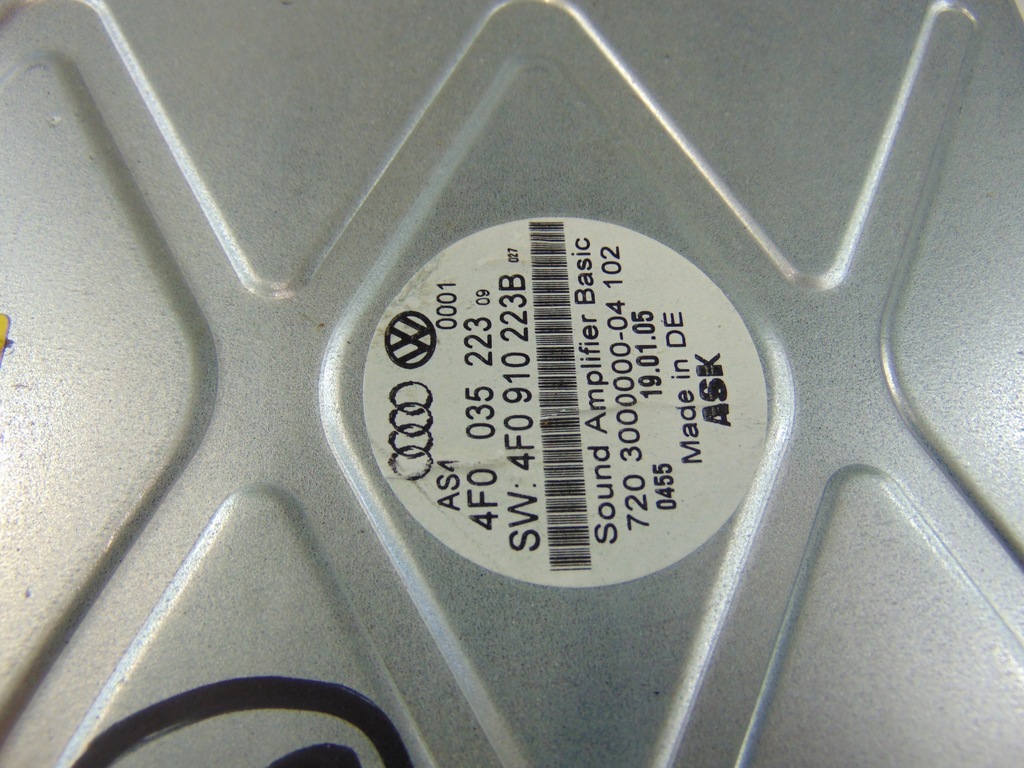 AS4 0001
4F0 035 223 09
SW: 4F0 910 223B 027
Sound Amplifier Basic
720 300000-04 102
0455 19.01.05
Made in DE
ASK